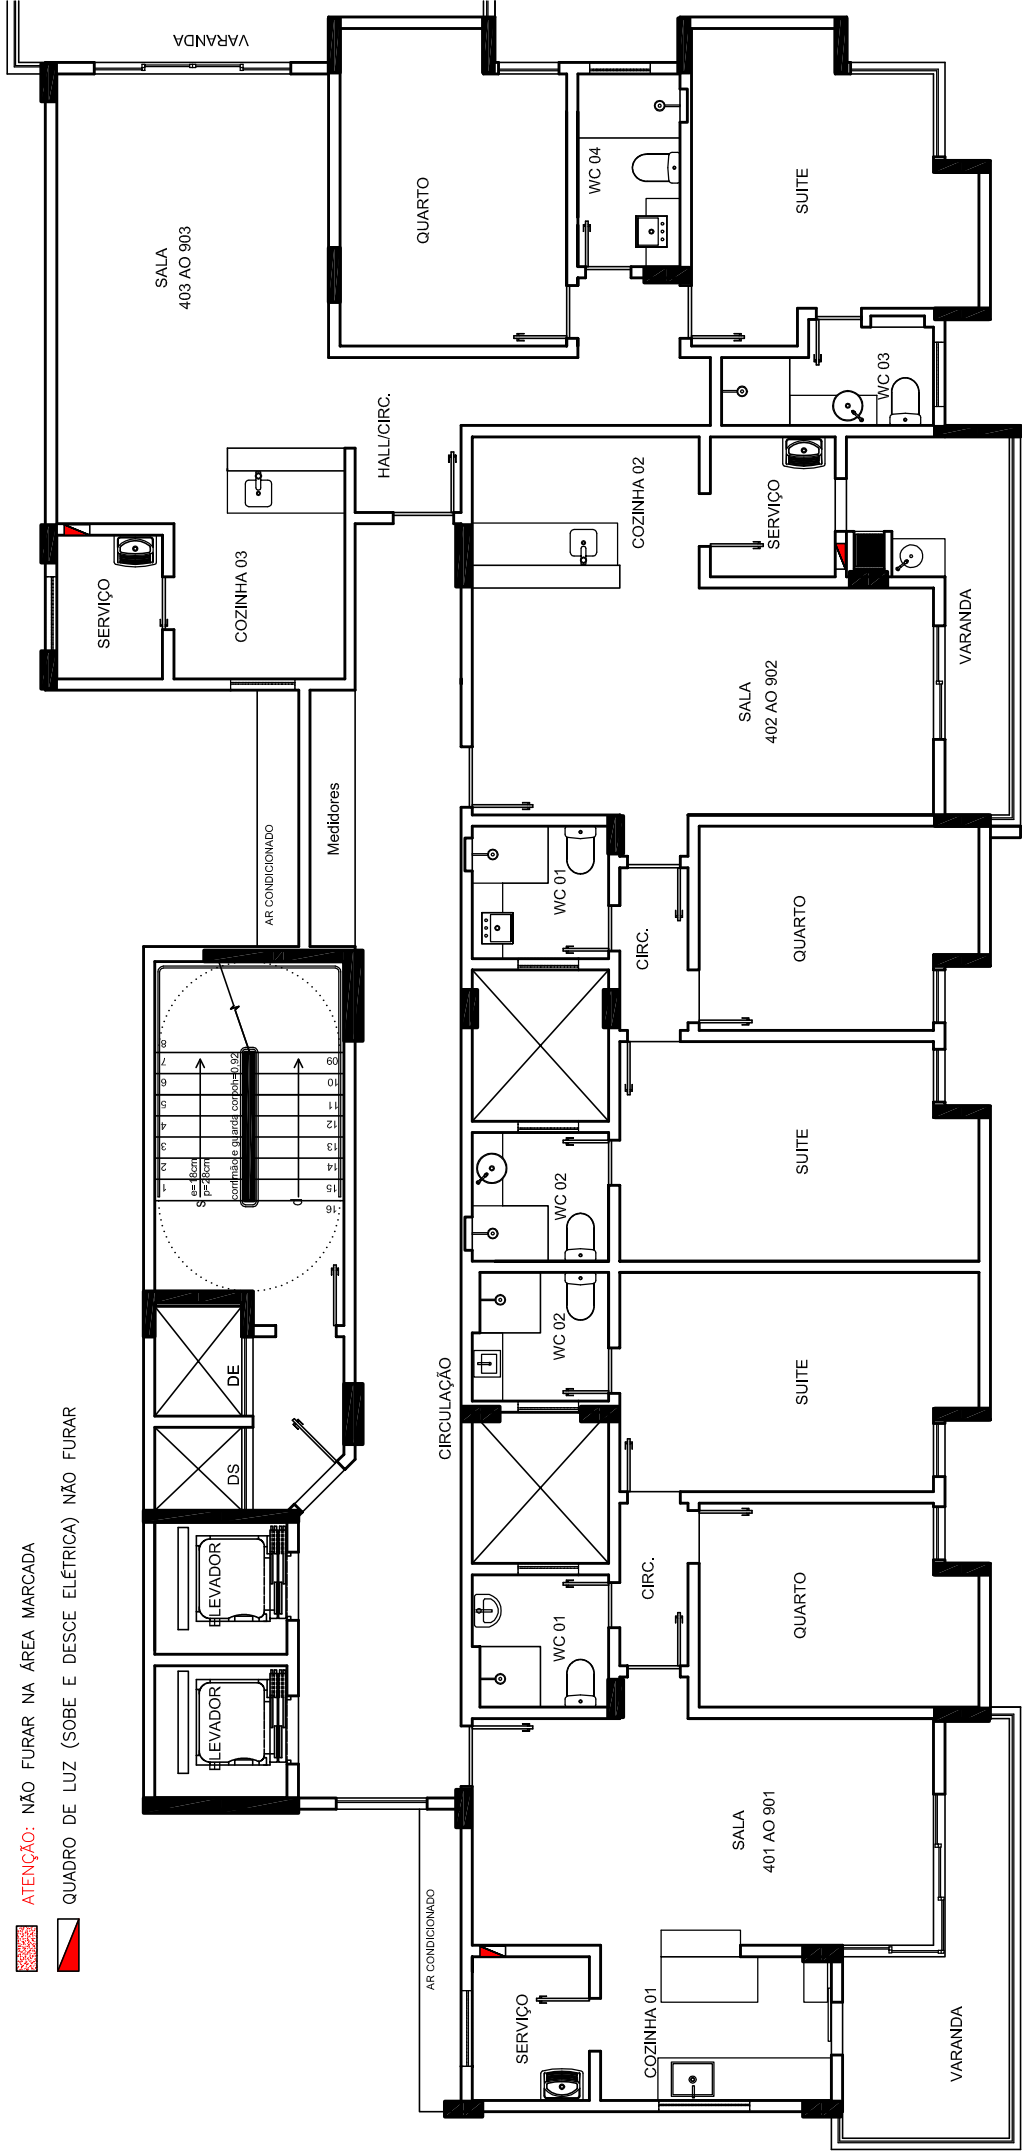 ATENÇÃO: NÃO FURAR NA ÁREA MARCADA
QUADRO DE LUZ (SOBE E DESCE ELÉTRICA) NÃO FURAR
ELEVADOR
ELEVADOR
DS
DE
s
e=18cm
p=28cm
d
corrimão e guarda corpoh=0,92
1
2
3
4
5
6
7
8
09
10
11
12
13
14
15
16
AR CONDICIONADO
Medidores
SERVIÇO
COZINHA 03
SALA
403 AO 903
VARANDA
HALL/CIRC.
QUARTO
WC 04
SUITE
WC 03
AR CONDICIONADO
CIRCULAÇÃO
SERVIÇO
COZINHA 01
VARANDA
SALA
401 AO 901
WC 01
CIRC.
QUARTO
SUITE
WC 02
WC 02
SUITE
WC 01
CIRC.
QUARTO
SALA
402 AO 902
VARANDA
COZINHA 02
SERVIÇO